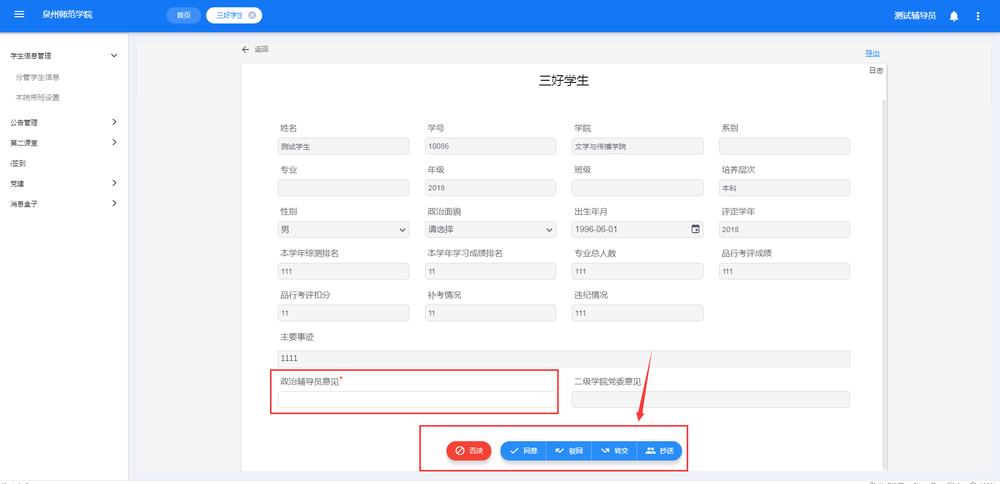 泉州师范学院
首页
三好学生
测试辅导员
学生信息管理
分管学生信息
本院带班设置
公告管理
第二课堂
i签到
党建
消息盒子
返回
导出
日志
三好学生
姓名 学号 学院 系别
测试学生 10086 文学与传播学院
专业 年级 班级 培养层次
2018 本科
性别 政治面貌 出生年月 评定学年
男 请选择 1996-06-01 2018
本学年综测排名 本学年学习成绩排名 专业总人数 品行考评成绩
111 11 111 111
品行考评扣分 补考情况 违纪情况
11 11 111
主要事迹
1111
政治辅导员意见* 二级学院党委意见
否决 同意 驳回 转交 抄送